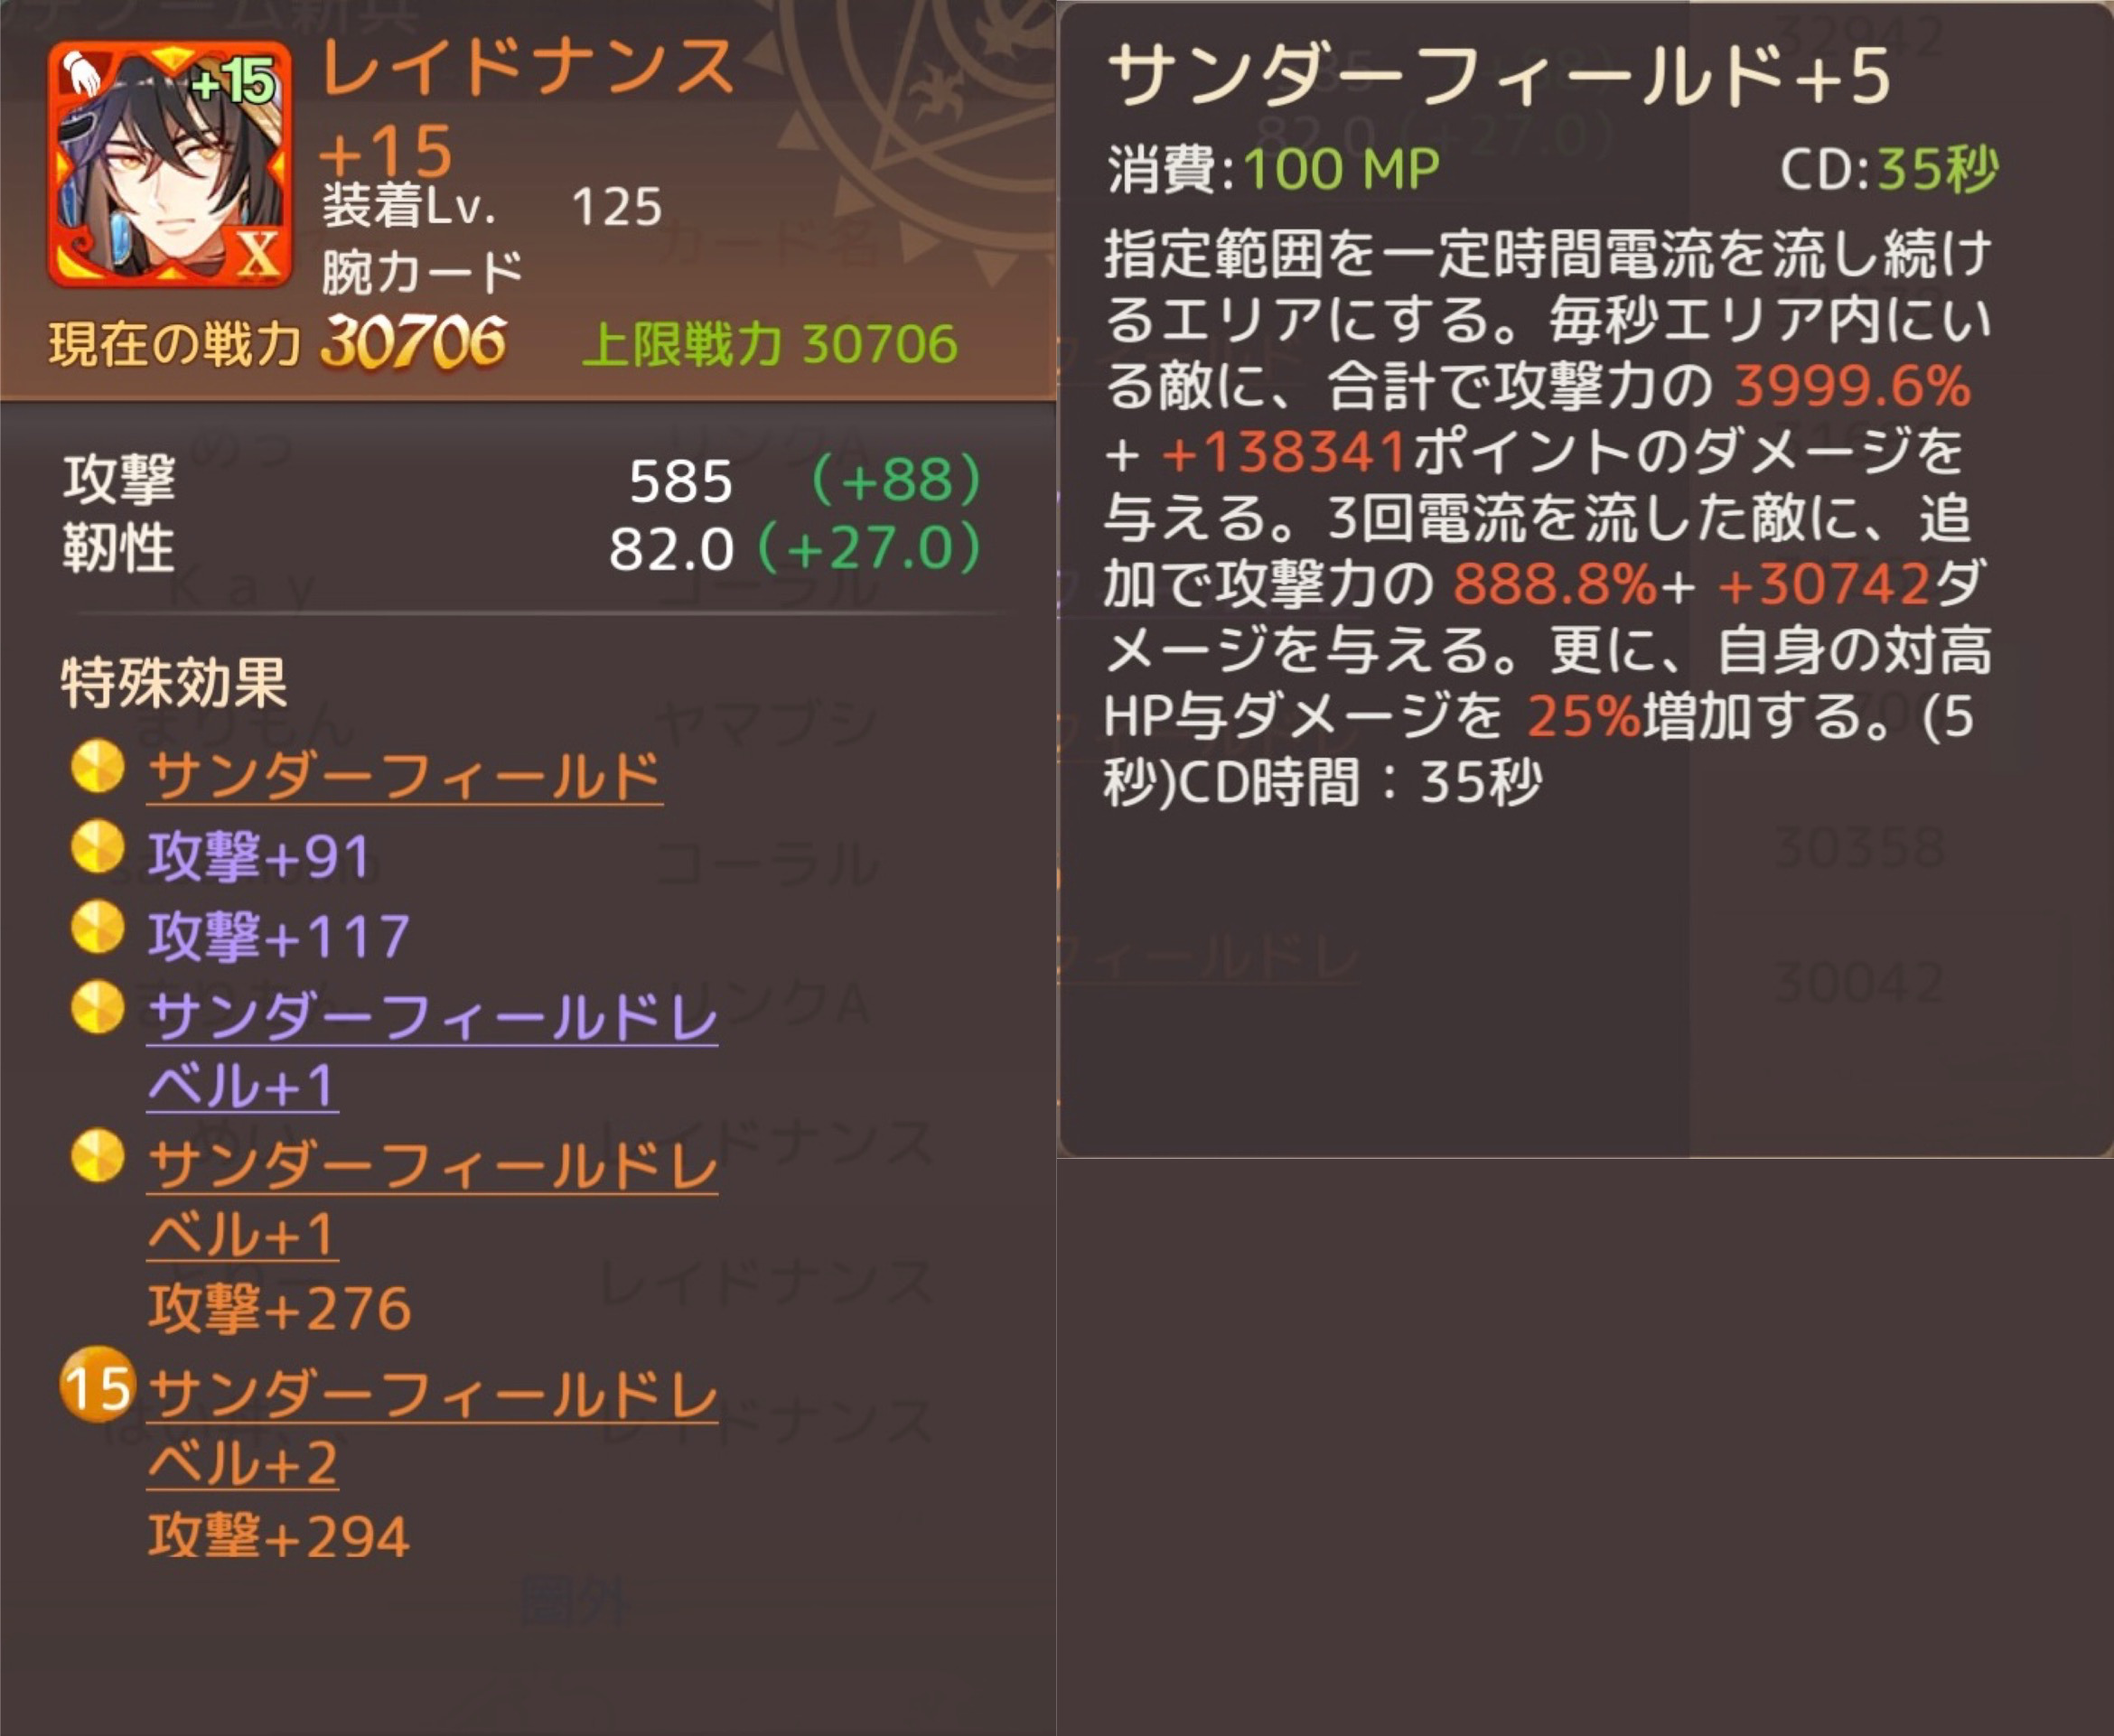 +15
X
レイドナンス
+15
装着Lv. 125
腕カード
現在の戦力 30706 上限戦力 30706
攻撃 585 (+88)
靭性 82.0 (+27.0)
特殊効果
サンダーフィールド
攻撃+91
攻撃+117
サンダーフィールドレ
ベル+1
サンダーフィールドレ
ベル+1
攻撃+276
15 サンダーフィールドレ
ベル+2
攻撃+294
圏外
サンダーフィールド+5
消費:100 MP CD:35秒
指定範囲を一定時間電流を流し続け
るエリアにする。毎秒エリア内にい
る敵に、合計で攻撃力の 3999.6%
+ +138341ポイントのダメージを
与える。3回電流を流した敵に、追
加で攻撃力の 888.8%+ +30742ダ
メージを与える。更に、自身の対高
HP与ダメージを 25%増加する。(5
秒)CD時間：35秒
30358
30042